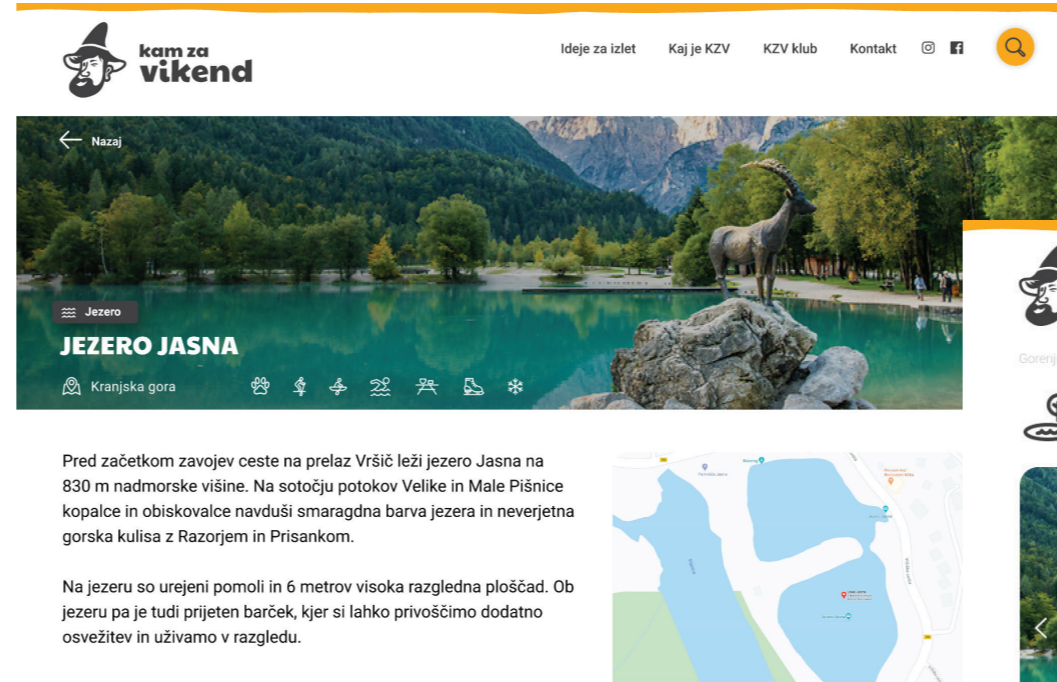 kam za
vikend
Ideje za izlet Kaj je KZV KZV klub Kontakt
Nazaj
Jezero
JEZERO JASNA
Kranjska gora
Pred začetkom zavojev ceste na prelaz Vršič leži jezero Jasna na
830 m nadmorske višine. Na sotočju potokov Velike in Male Pišnice
kopalce in obiskovalce navduši smaragdna barva jezera in neverjetna
gorska kulisa z Razorjem in Prisankom.
Na jezeru so urejeni pomoli in 6 metrov visoka razgledna ploščad. Ob
jezeru pa je tudi prijeten barček, kjer si lahko privoščimo dodatno
osvežitev in uživamo v razgledu.
Gorenj